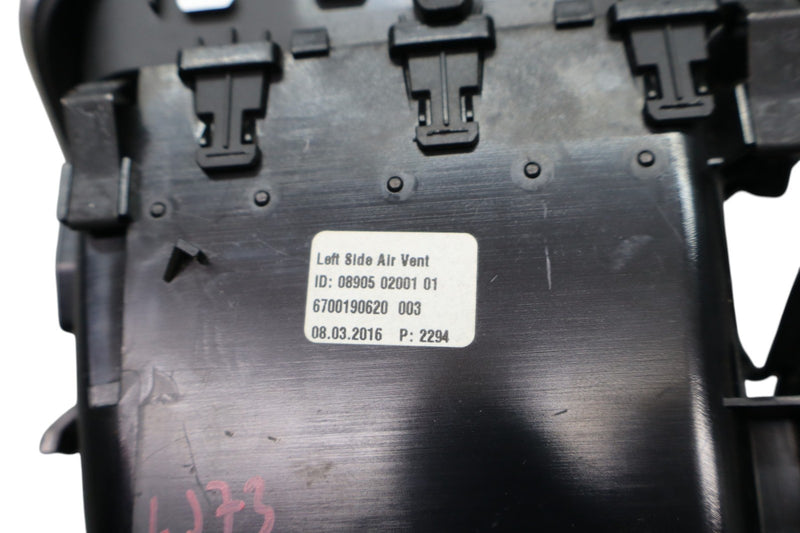 Left Side Air Vent
ID: 08905 02001 01
6700190620 003
08.03.2016 P: 2294